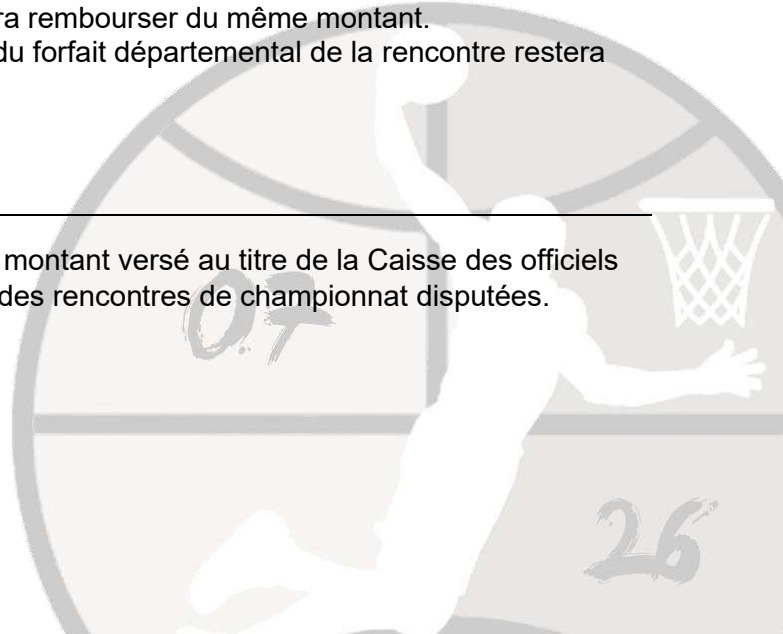 ra rembourser du même montant.
du forfait départemental de la rencontre restera
montant versé au titre de la Caisse des officiels
des rencontres de championnat disputées.
07
26